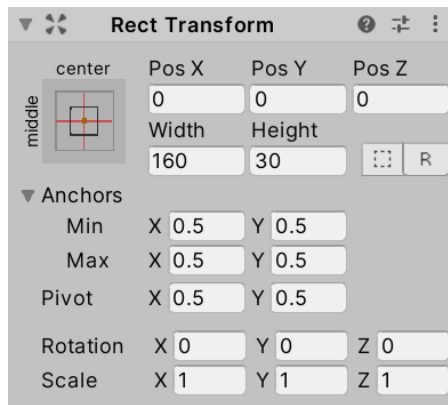 Rect Transform
center
Pos X Pos Y Pos Z
middle
0 0 0
Width Height
160 30
R
Anchors
Min X 0.5 Y 0.5
Max X 0.5 Y 0.5
Pivot X 0.5 Y 0.5
Rotation X 0 Y 0 Z 0
Scale X 1 Y 1 Z 1